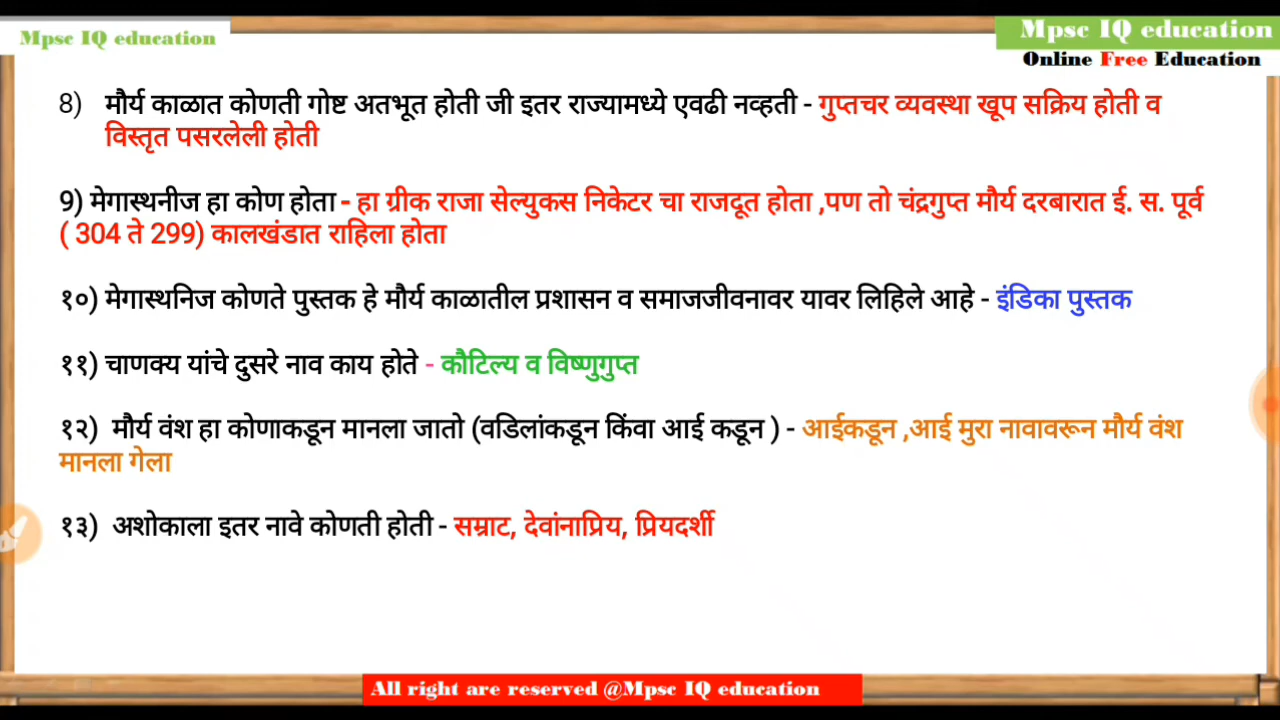 Mpsc IQ education
Mpsc IQ education
Online Free Education
8) मौर्य काळात कोणती गोष्ट अतभूत होती जी इतर राज्यामध्ये एवढी नव्हती - गुप्तचर व्यवस्था खूप सक्रिय होती व
विस्तृत पसरलेली होती
9) मेगास्थनीज हा कोण होता - हा ग्रीक राजा सेल्युकस निकेटर चा राजदूत होता ,पण तो चंद्रगुप्त मौर्य दरबारात ई. स. पूर्व
( 304 ते 299) कालखंडात राहिला होता
१०) मेगास्थनिज कोणते पुस्तक हे मौर्य काळातील प्रशासन व समाजजीवनावर यावर लिहिले आहे - इंडिका पुस्तक
११) चाणक्य यांचे दुसरे नाव काय होते - कौटिल्य व विष्णुगुप्त
१२) मौर्य वंश हा कोणाकडून मानला जातो (वडिलांकडून किंवा आई कडून ) - आईकडून ,आई मुरा नावावरून मौर्य वंश
मानला गेला
१३) अशोकाला इतर नावे कोणती होती - सम्राट, देवांनाप्रिय, प्रियदर्शी
All right are reserved @Mpsc IQ education